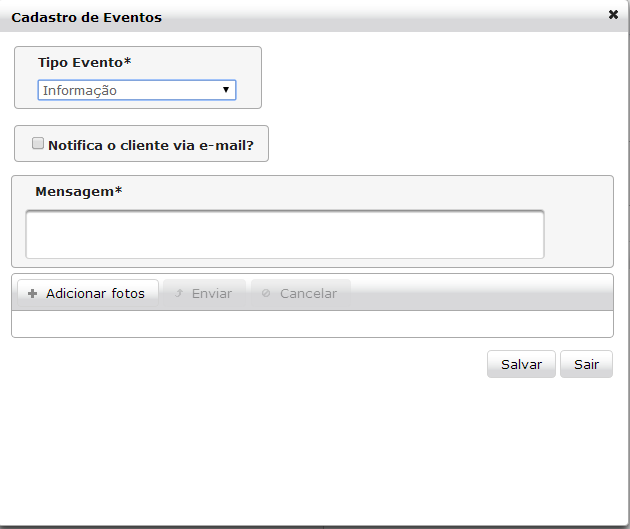 Cadastro de Eventos
Tipo Evento*
Informação
Notifica o cliente via e-mail?
Mensagem*
Adicionar fotos Enviar Cancelar
Salvar Sair